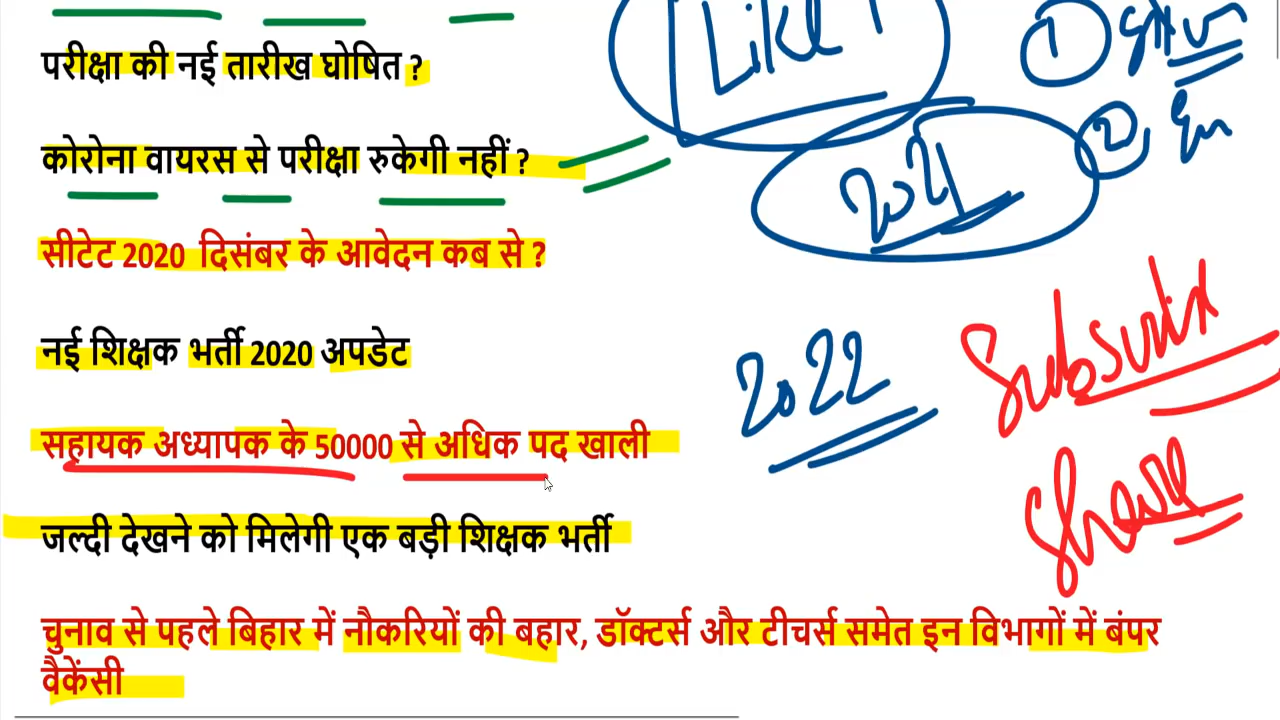 परीक्षा की नई तारीख घोषित ?
Like
कोरोना वायरस से परीक्षा रुकेगी नहीं ?
2021
सीटेट 2020 दिसंबर के आवेदन कब से ?
नई शिक्षक भर्ती 2020 अपडेट
2022
Subscribe
सहायक अध्यापक के 50000 से अधिक पद खाली
Share
जल्दी देखने को मिलेगी एक बड़ी शिक्षक भर्ती
चुनाव से पहले बिहार में नौकरियों की बहार, डॉक्टर्स और टीचर्स समेत इन विभागों में बंपर
वैकेंसी